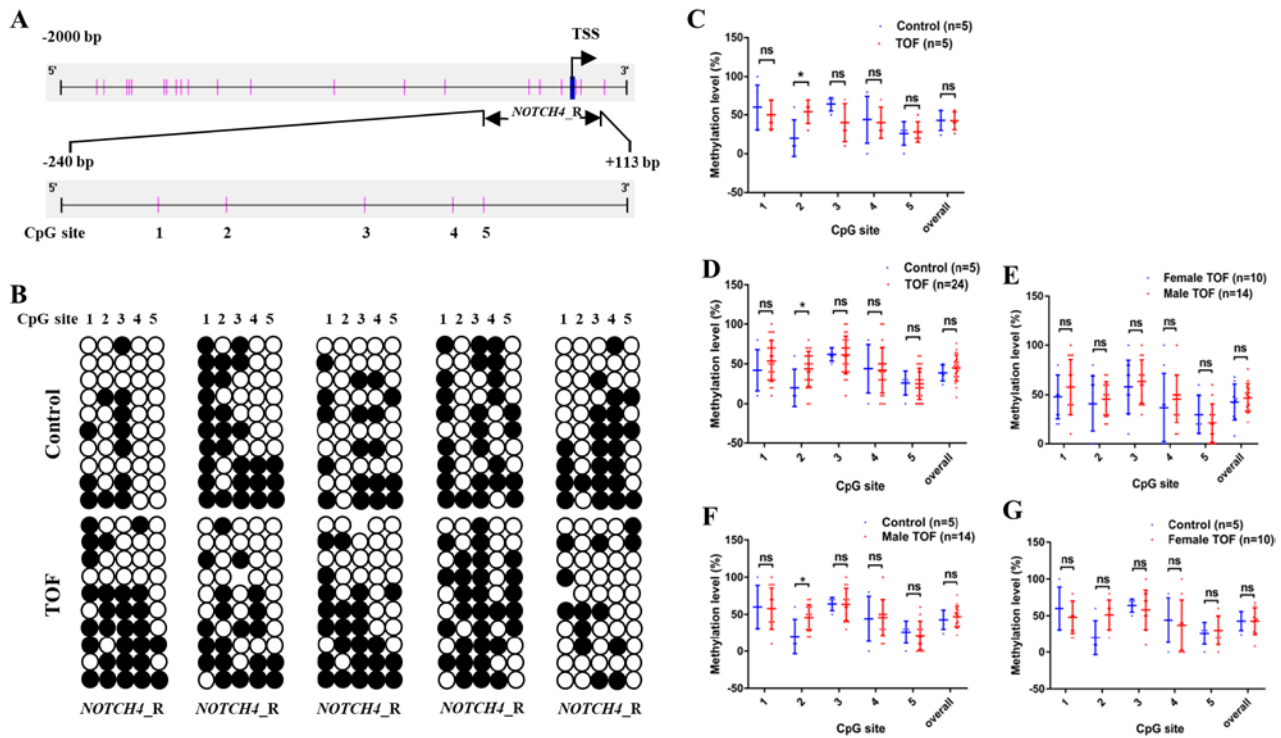 A
-2000 bp
TSS
5'
3'
NOTCH4_R
-240 bp
+113 bp
5'
3'
CpG site 1 2 3 4 5
B
CpG site 1 2 3 4 5 1 2 3 4 5 1 2 3 4 5 1 2 3 4 5 1 2 3 4 5
Control
TOF
NOTCH4_R NOTCH4_R NOTCH4_R NOTCH4_R NOTCH4_R
C
Control (n=5)
TOF (n=5)
Methylation level (%)
150
100
50
0
-50
ns * ns ns ns ns
1 2 3 4 5 overall
CpG site
D
Control (n=5)
TOF (n=24)
Methylation level (%)
150
100
50
0
-50
ns * ns ns ns ns
1 2 3 4 5 overall
CpG site
E
Female TOF (n=10)
Male TOF (n=14)
Methylation level (%)
150
100
50
0
ns ns ns ns ns ns
1 2 3 4 5 overall
CpG site
F
Control (n=5)
Male TOF (n=14)
Methylation level (%)
150
100
50
0
-50
ns * ns ns ns ns
1 2 3 4 5 overall
CpG site
G
Control (n=5)
Female TOF (n=10)
Methylation level (%)
150
100
50
0
-50
ns ns ns ns ns ns
1 2 3 4 5 overall
CpG site